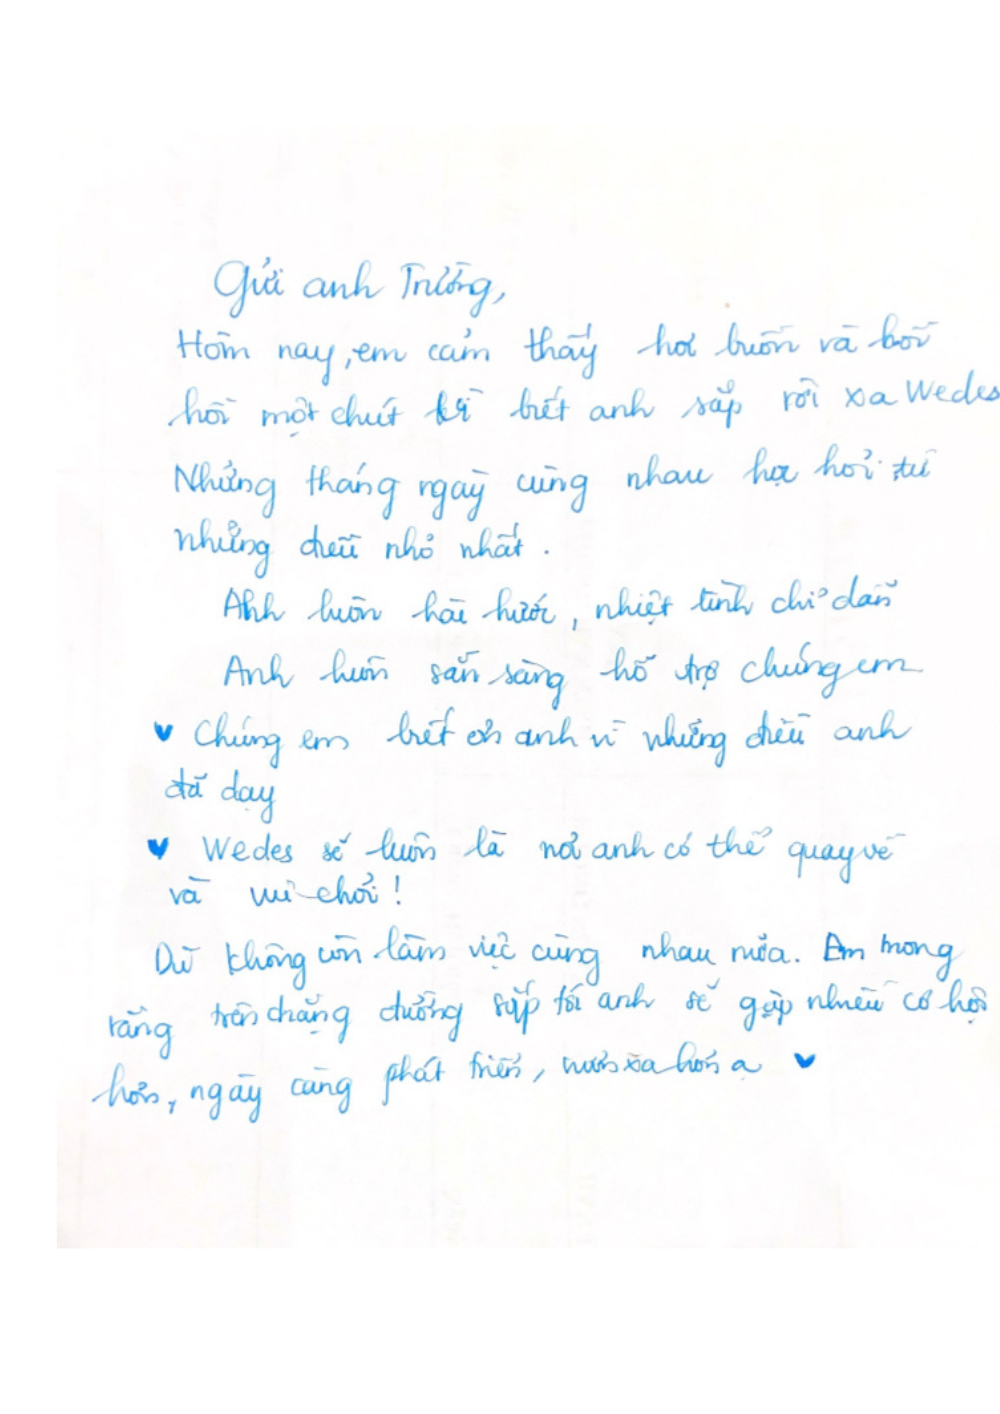 Gửi anh Trường,
Hôm nay, em cảm thấy hơi buồn và bồi
hồi một chút khi biết anh sắp rời xa Wedes
Những tháng ngày cùng nhau học hỏi từ
những điều nhỏ nhất.
Anh luôn hài hước, nhiệt tình chỉ dẫn
Anh luôn sẵn sàng hỗ trợ chúng em
♥ Chúng em biết ơn anh vì những điều anh
đã dạy
♥ Wedes sẽ luôn là nơi anh có thể quay về
và vui chơi!
Dù không còn làm việc cùng nhau nữa. Em mong
rằng trên chặng đường sắp tới anh sẽ gặp nhiều cơ hội
hơn, ngày càng phát triển, vươn xa hơn ạ ♥